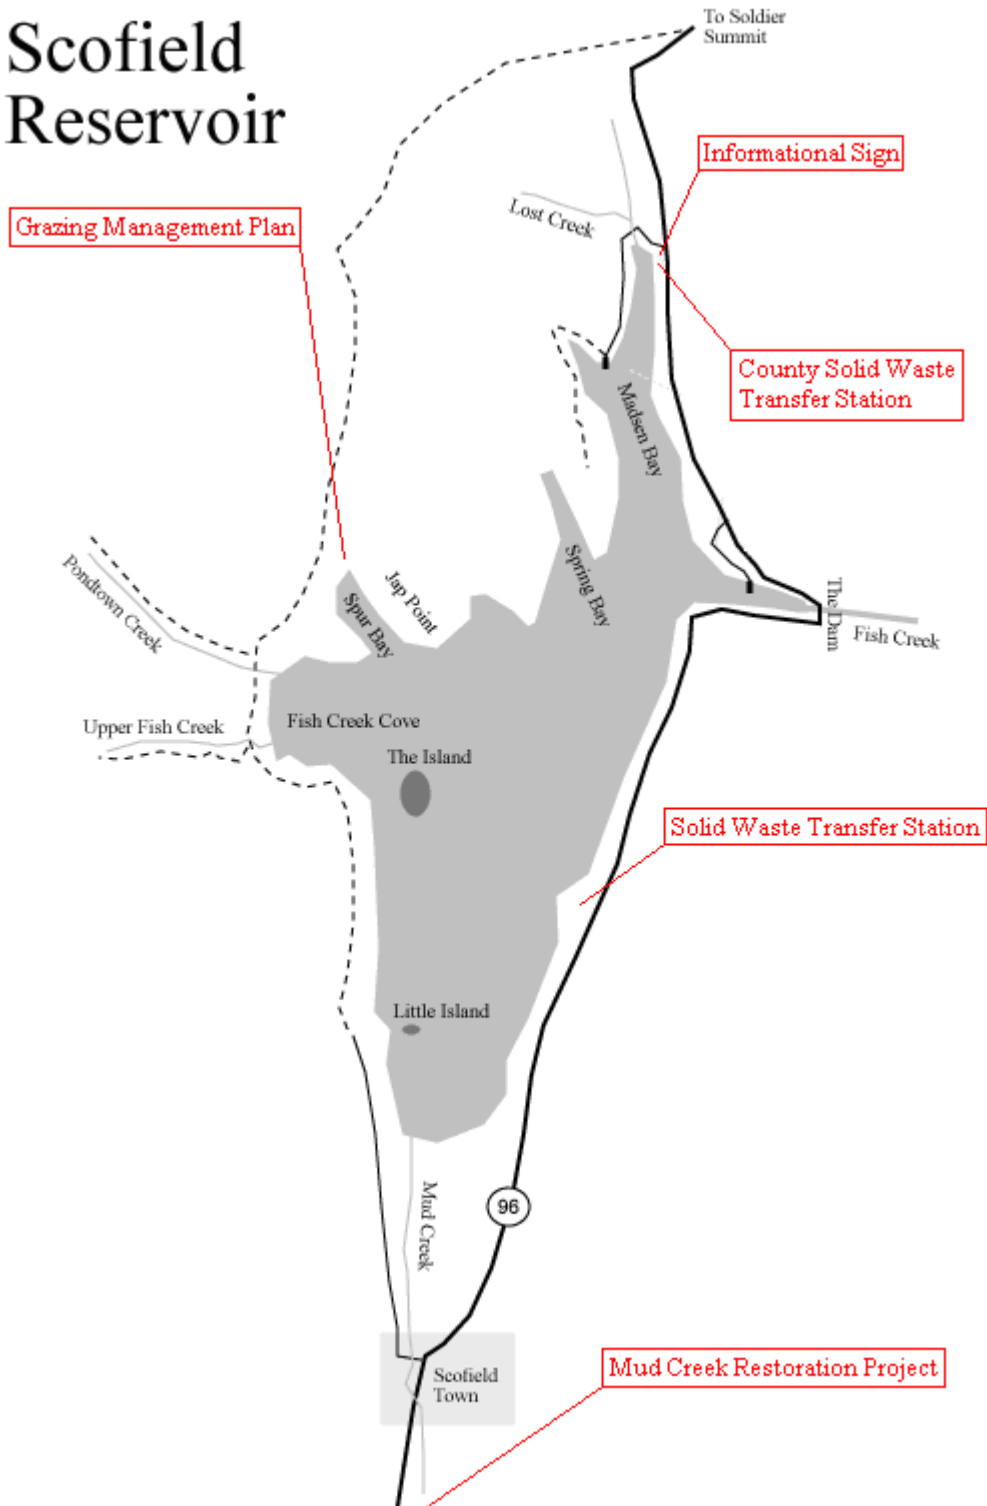 To Soldier
Summit
Scofield
Reservoir
Informational Sign
Lost Creek
Grazing Management Plan
County Solid Waste
Transfer Station
Madsen Bay
Pondtown Creek
Jap Point
Spur Bay
Spring Bay
The Dam
Fish Creek
Upper Fish Creek
Fish Creek Cove
The Island
Solid Waste Transfer Station
Little Island
Mud Creek
96
Mud Creek Restoration Project
Scofield
Town